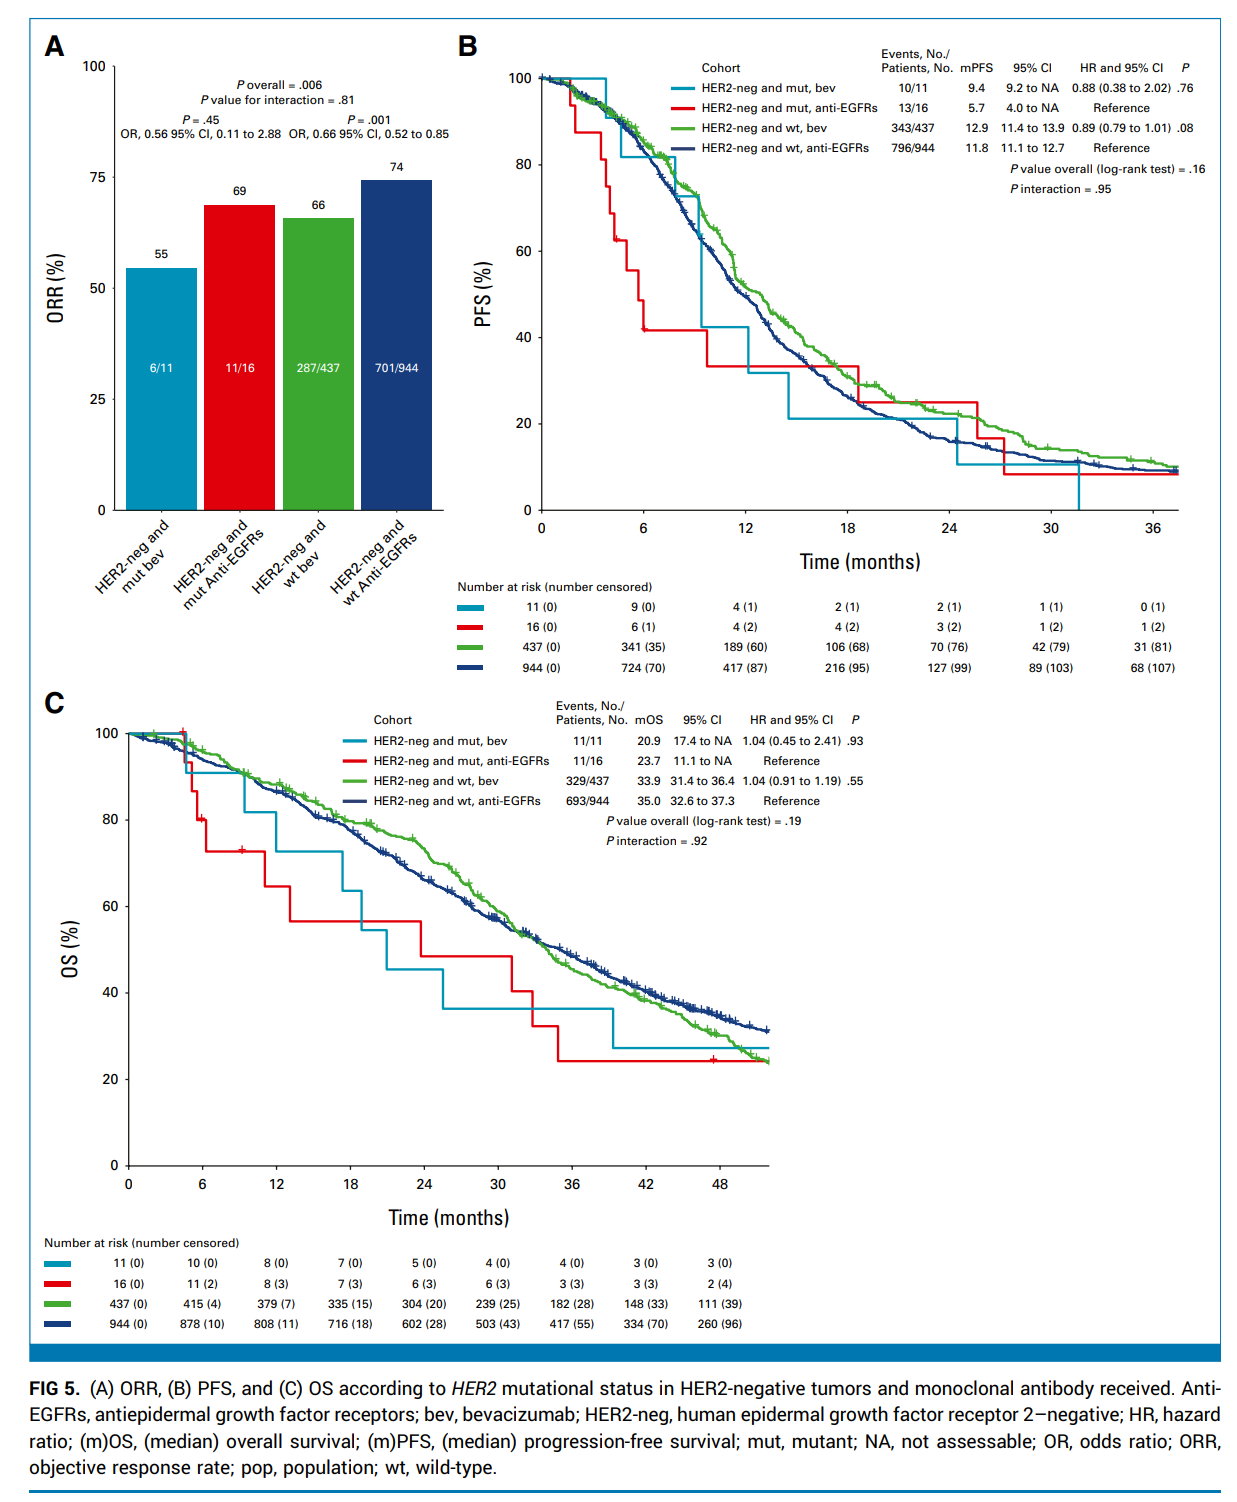 A
100
75
50
25
0
ORR (%)
P overall = .006
P value for interaction = .81
P = .45
OR, 0.56 95% CI, 0.11 to 2.88
P = .001
OR, 0.66 95% CI, 0.52 to 0.85
55
69
66
74
6/11
11/16
287/437
701/944
HER2-neg and
mut bev
HER2-neg and
mut Anti-EGFRs
HER2-neg and
wt bev
HER2-neg and
wt Anti-EGFRs
B
Events, No./
Cohort Patients, No. mPFS 95% CI HR and 95% CI P
HER2-neg and mut, bev 10/11 9.4 9.2 to NA 0.88 (0.38 to 2.02) .76
HER2-neg and mut, anti-EGFRs 13/16 5.7 4.0 to NA Reference
HER2-neg and wt, bev 343/437 12.9 11.4 to 13.9 0.89 (0.79 to 1.01) .08
HER2-neg and wt, anti-EGFRs 796/944 11.8 11.1 to 12.7 Reference
P value overall (log-rank test) = .16
P interaction = .95
100
80
60
40
20
0
PFS (%)
0 6 12 18 24 30 36
Time (months)
Number at risk (number censored)
11 (0) 9 (0) 4 (1) 2 (1) 2 (1) 1 (1) 0 (1)
16 (0) 6 (1) 4 (2) 4 (2) 3 (2) 1 (2) 1 (2)
437 (0) 341 (35) 189 (60) 106 (68) 70 (76) 42 (79) 31 (81)
944 (0) 724 (70) 417 (87) 216 (95) 127 (99) 89 (103) 68 (107)
C
Events, No./
Cohort Patients, No. mOS 95% CI HR and 95% CI P
HER2-neg and mut, bev 11/11 20.9 17.4 to NA 1.04 (0.45 to 2.41) .93
HER2-neg and mut, anti-EGFRs 11/16 23.7 11.1 to NA Reference
HER2-neg and wt, bev 329/437 33.9 31.4 to 36.4 1.04 (0.91 to 1.19) .55
HER2-neg and wt, anti-EGFRs 693/944 35.0 32.6 to 37.3 Reference
P value overall (log-rank test) = .19
P interaction = .92
100
80
60
40
20
0
OS (%)
0 6 12 18 24 30 36 42 48
Time (months)
Number at risk (number censored)
11 (0) 10 (0) 8 (0) 7 (0) 5 (0) 4 (0) 4 (0) 3 (0) 3 (0)
16 (0) 11 (2) 8 (3) 7 (3) 6 (3) 6 (3) 3 (3) 3 (3) 2 (4)
437 (0) 415 (4) 379 (7) 335 (15) 304 (20) 239 (25) 182 (28) 148 (33) 111 (39)
944 (0) 878 (10) 808 (11) 716 (18) 602 (28) 503 (43) 417 (55) 334 (70) 260 (96)
FIG 5. (A) ORR, (B) PFS, and (C) OS according to HER2 mutational status in HER2-negative tumors and monoclonal antibody received. Anti-
EGFRs, antiepidermal growth factor receptors; bev, bevacizumab; HER2-neg, human epidermal growth factor receptor 2–negative; HR, hazard
ratio; (m)OS, (median) overall survival; (m)PFS, (median) progression-free survival; mut, mutant; NA, not assessable; OR, odds ratio; ORR,
objective response rate; pop, population; wt, wild-type.